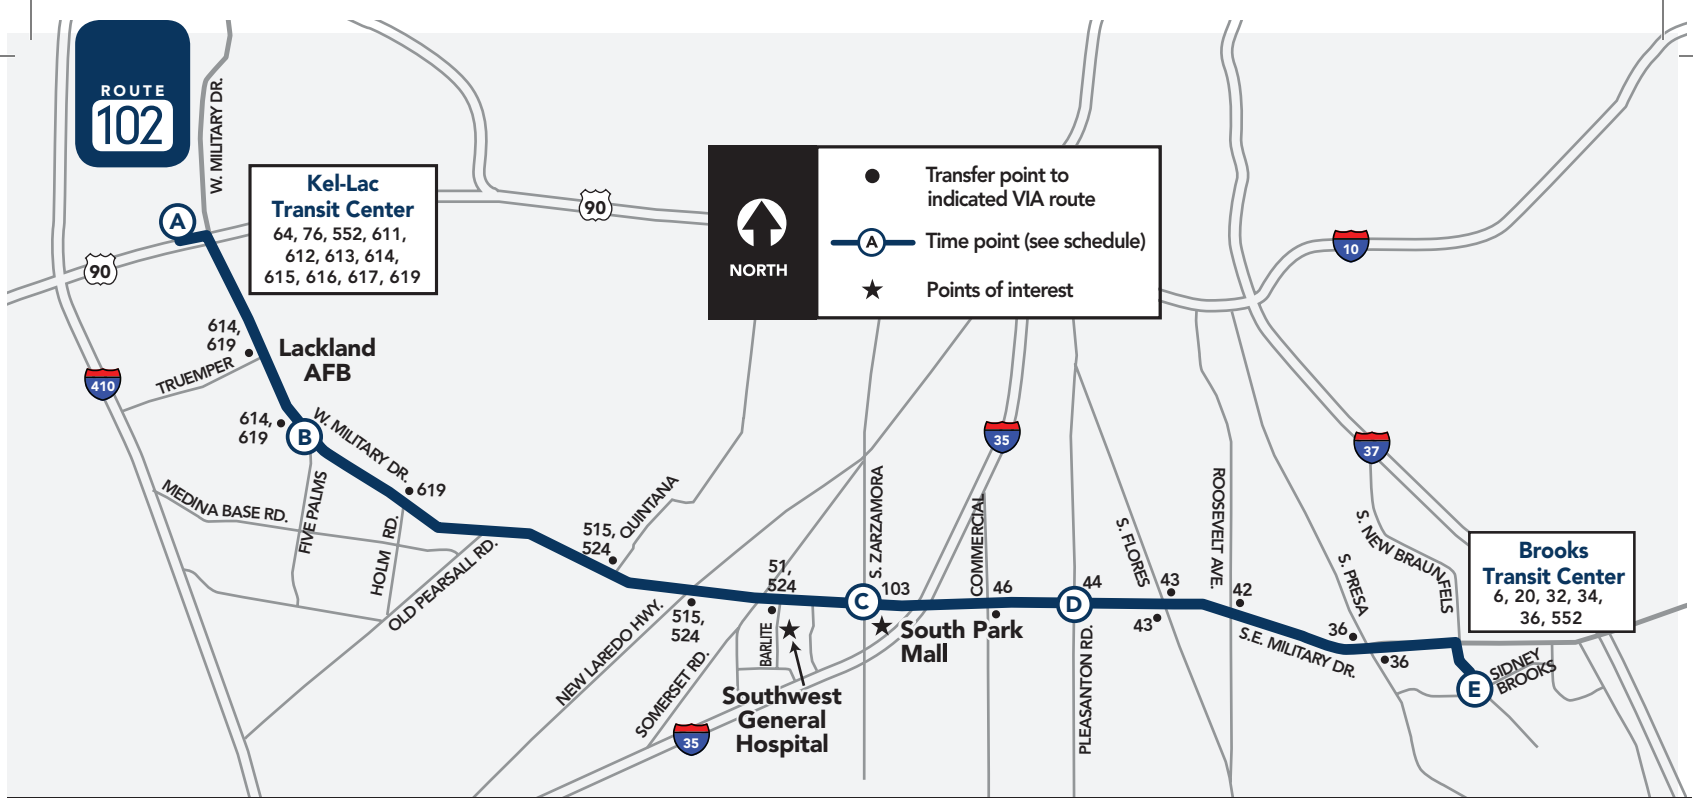 ROUTE
102
W. MILITARY DR.
A
Kel-Lac
Transit Center
64, 76, 552, 611,
612, 613, 614,
615, 616, 617, 619
90
90
NORTH
Transfer point to
indicated VIA route
A
Time point (see schedule)
Points of interest
10
614,
619
TRUEMPER
Lackland
AFB
410
614,
619
B
W. MILITARY DR.
619
MEDINA BASE RD.
FIVE PALMS
HOLM RD.
OLD PEARSALL RD.
515,
524
QUINTANA
NEW LAREDO HWY.
515,
524
SOMERSET RD.
51,
524
BARLITE
Southwest
General
Hospital
35
C
103
S. ZARZAMORA
South Park
Mall
35
COMMERCIAL
46
D
44
PLEASANTON RD.
S. FLORES
43
43
ROOSEVELT AVE.
42
S.E. MILITARY DR.
37
S. NEW BRAUNFELS
S. PRESA
36
36
Brooks
Transit Center
6, 20, 32, 34,
36, 552
E
SIDNEY
BROOKS